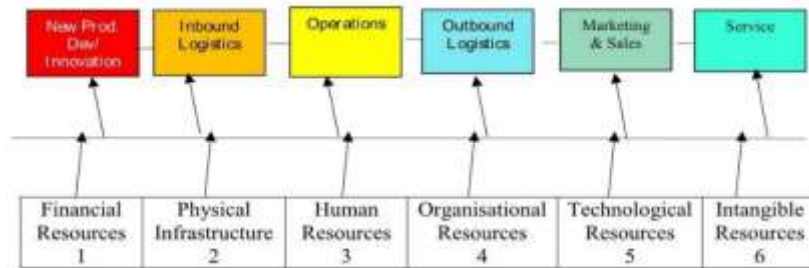 New Prod.
Dev/
Innovation
Inbound
Logistics
Operations
Outbound
Logistics
Marketing
& Sales
Service
Financial
Resources
1
Physical
Infrastructure
2
Human
Resources
3
Organisational
Resources
4
Technological
Resources
5
Intangible
Resources
6